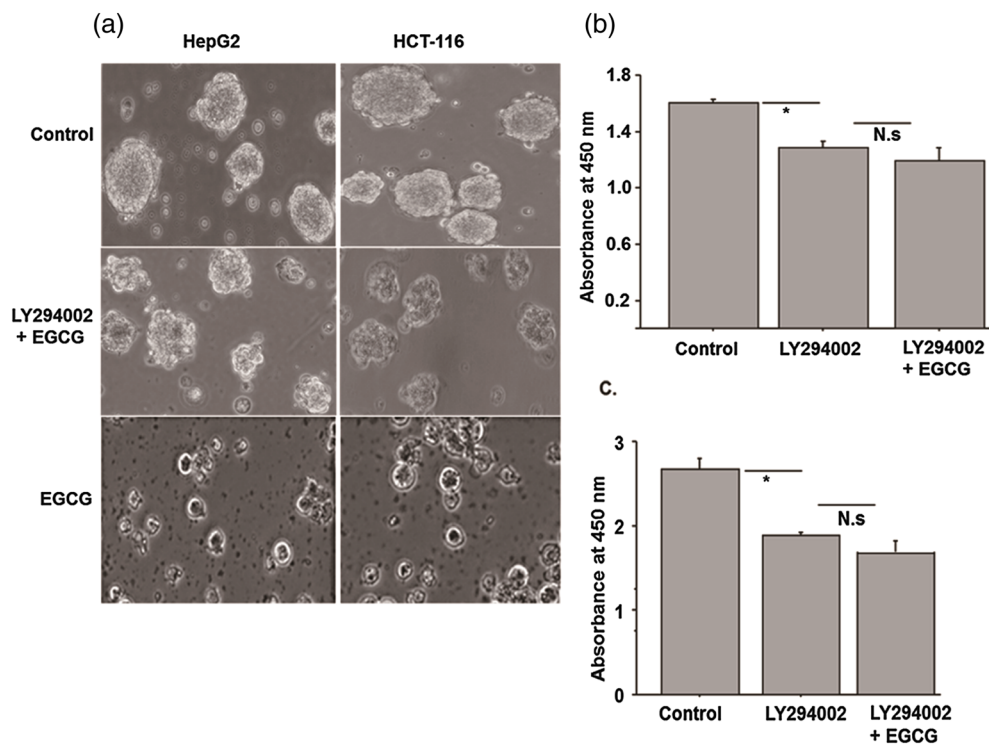 (a)
HepG2
HCT-116
Control
LY294002
+ EGCG
EGCG
(b)
Absorbance at 450 nm
1.8
1.4
1.0
0.6
0.2
*
N.s
Control
LY294002
LY294002
+ EGCG
C.
Absorbance at 450 nm
3
2
1
0
*
N.s
Control
LY294002
LY294002
+ EGCG